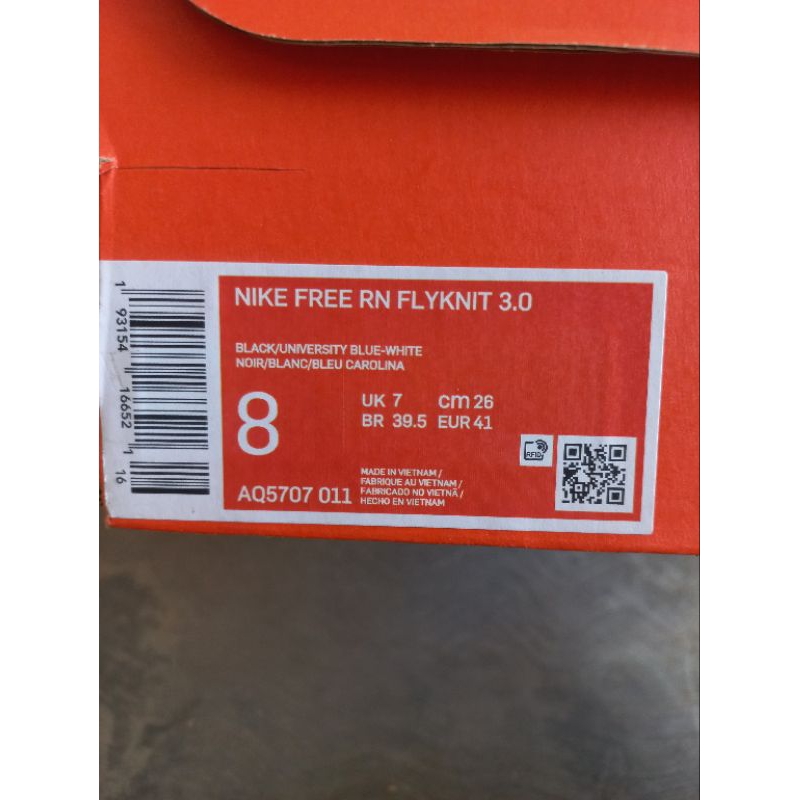 NIKE FREE RN FLYKNIT 3.0
BLACK/UNIVERSITY BLUE-WHITE
NOIR/BLANC/BLEU CAROLINA
8
UK 7 cm 26
BR 39.5 EUR 41
RFID
MADE IN VIETNAM /
FABRIQUE AU VIETNAM /
FABRICADO NO VIETNÃ /
HECHO EN VIETNAM
AQ5707 011
1 93154 16652 1 16